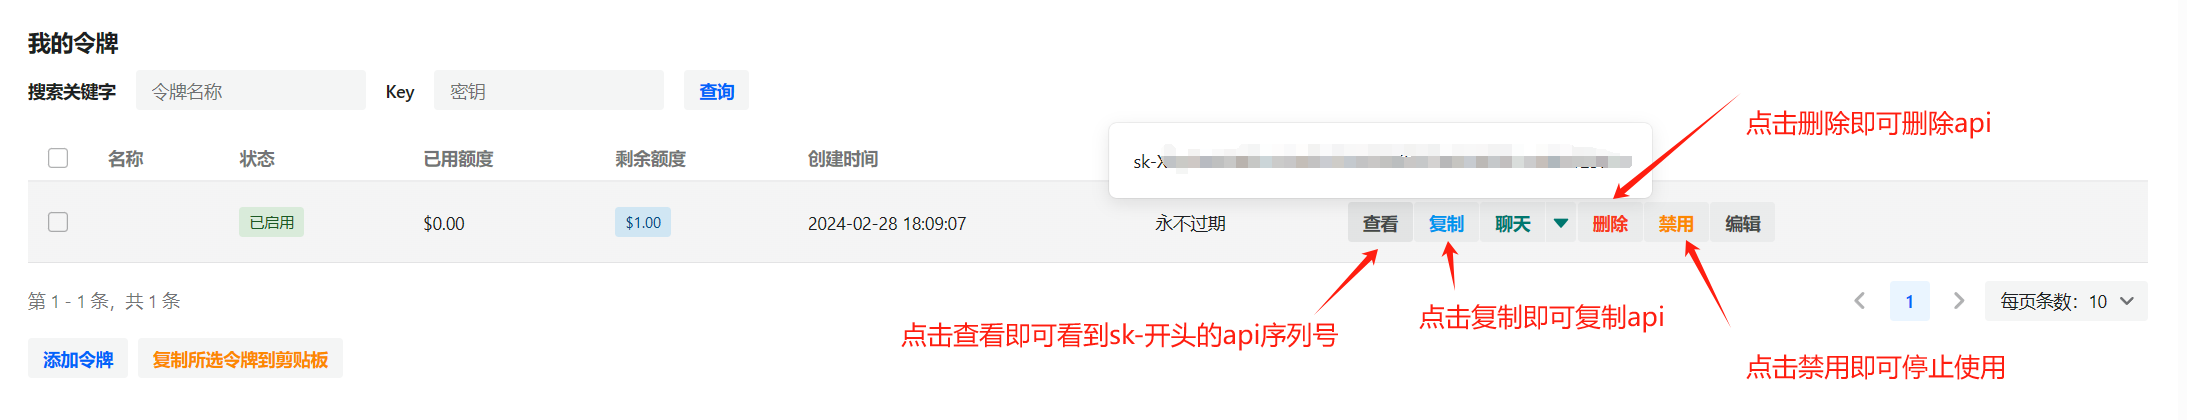 我的令牌
搜索关键字 令牌名称 Key 密钥 查询
点击删除即可删除api
名称 状态 已用额度 剩余额度 创建时间
sk-X
已启用 $0.00 $1.00 2024-02-28 18:09:07 永不过期 查看 复制 聊天 删除 禁用 编辑
第 1 - 1 条，共 1 条
1 每页条数：10
点击查看即可看到sk-开头的api序列号
点击复制即可复制api
添加令牌 复制所选令牌到剪贴板
点击禁用即可停止使用